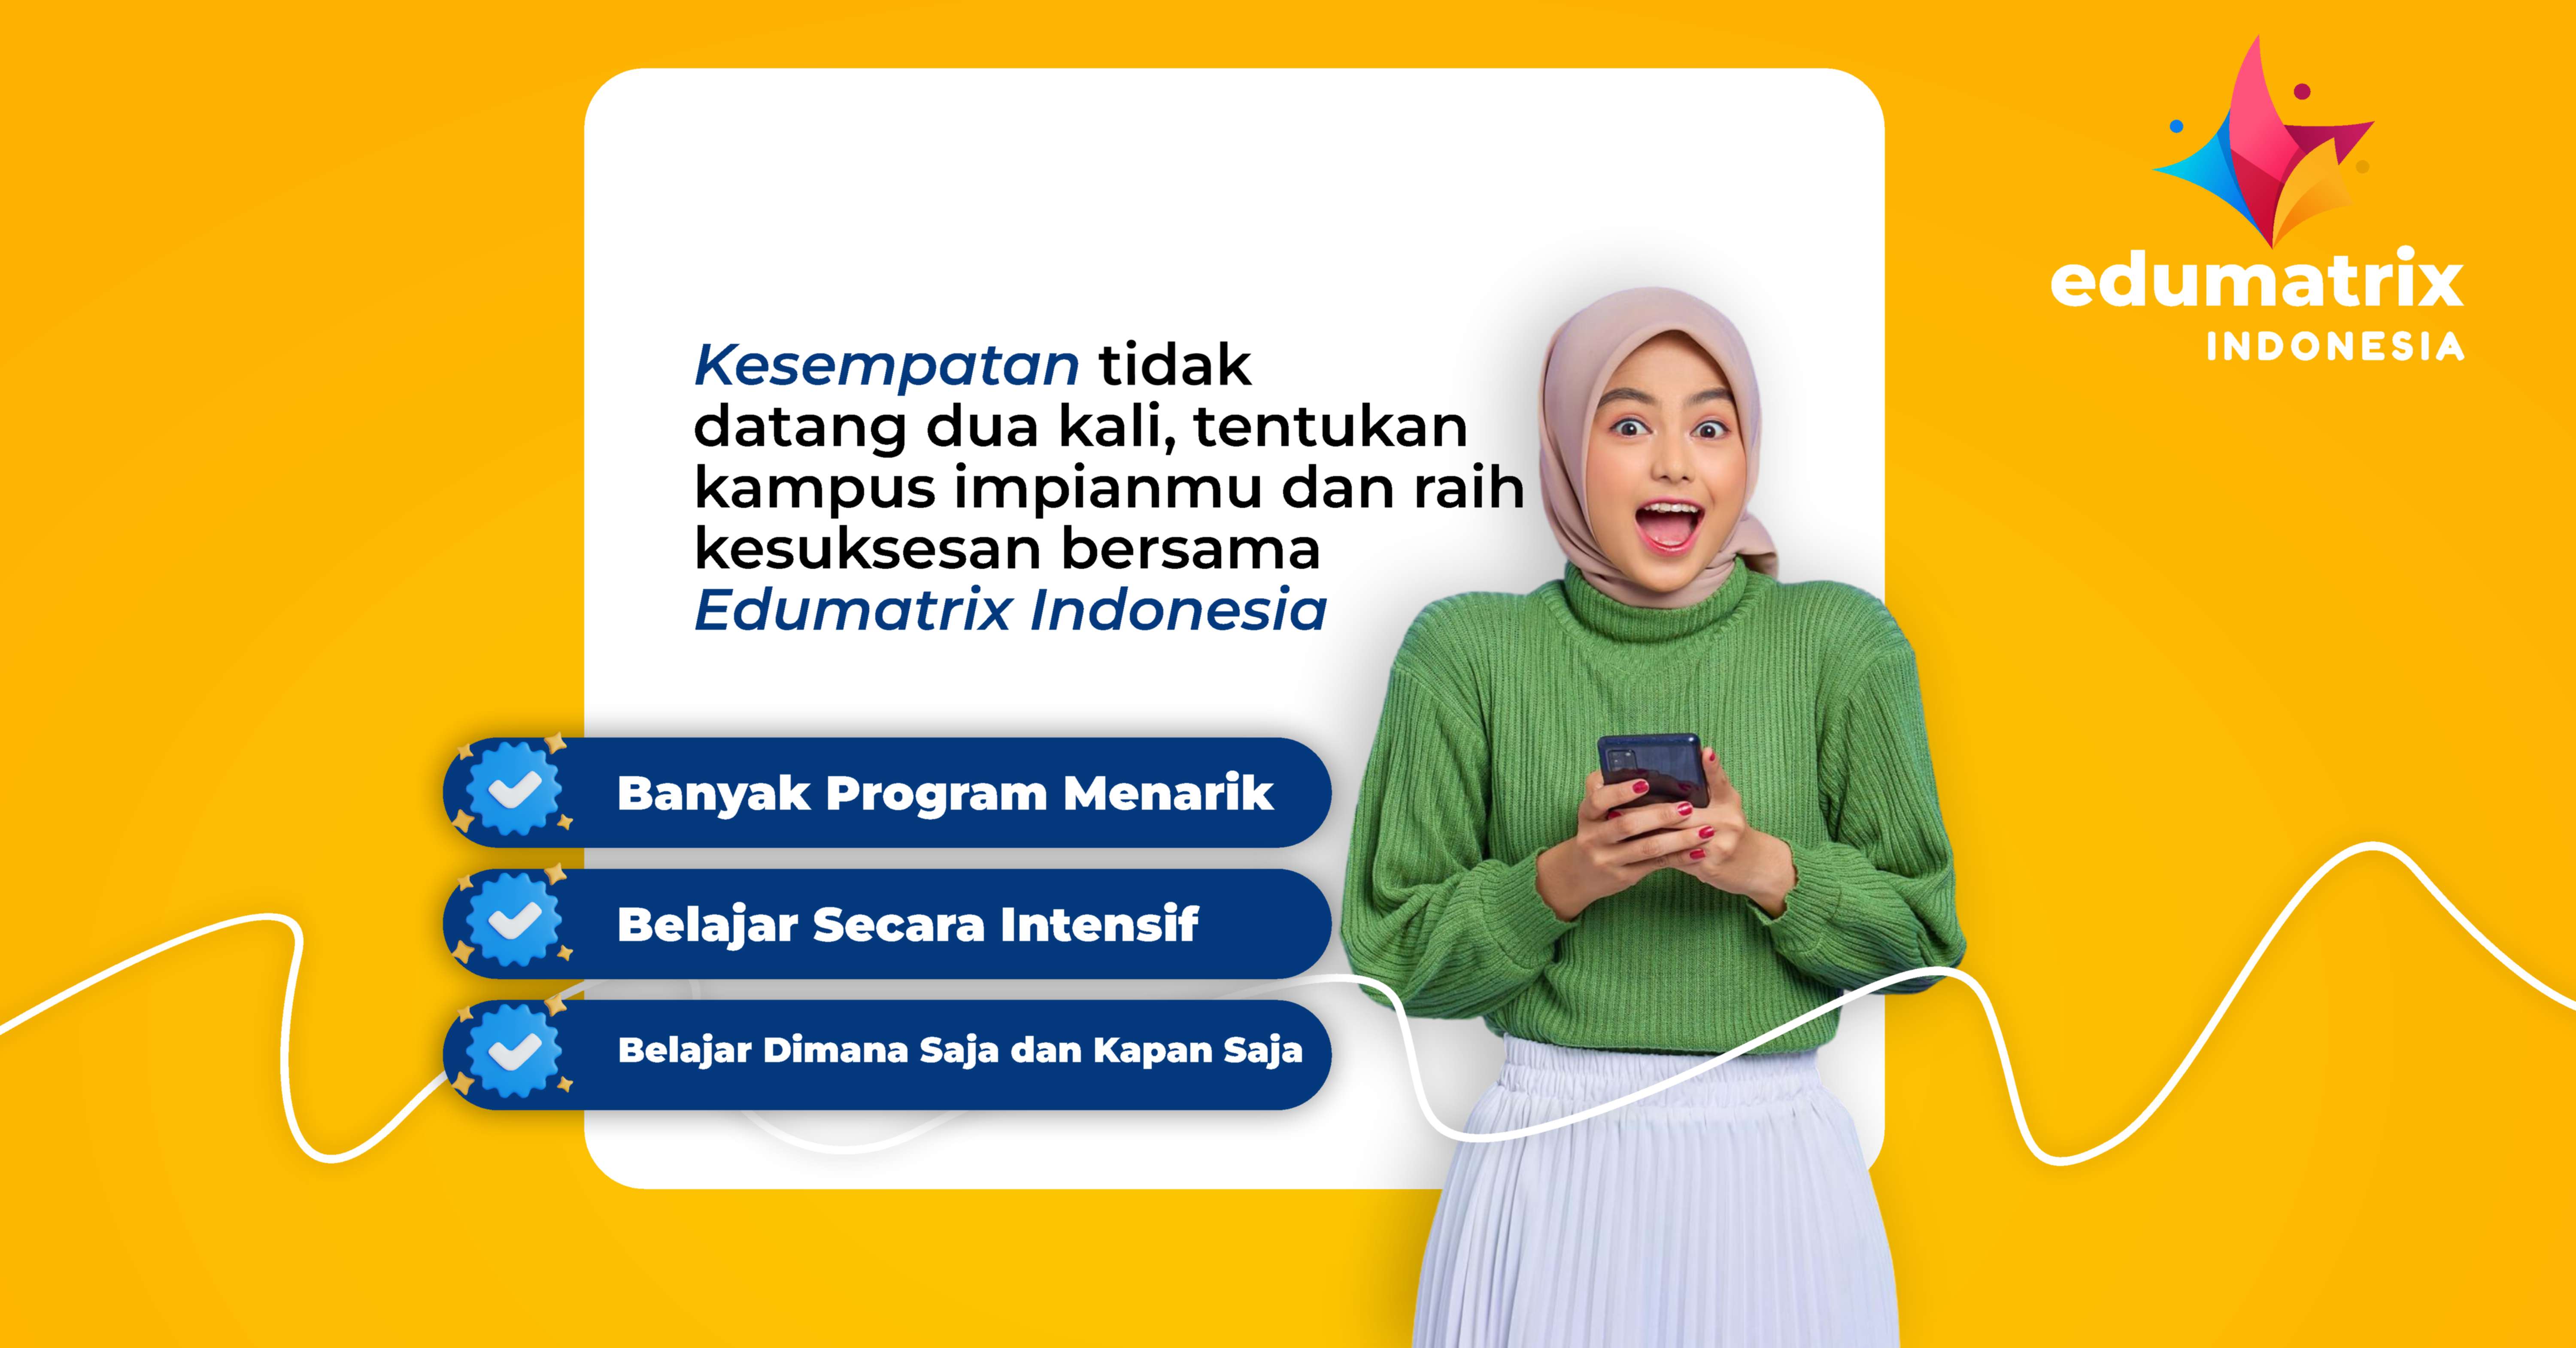 edumatrix
INDONESIA
Kesempatan tidak
datang dua kali, tentukan
kampus impianmu dan raih
kesuksesan bersama
Edumatrix Indonesia
Banyak Program Menarik
Belajar Secara Intensif
Belajar Dimana Saja dan Kapan Saja